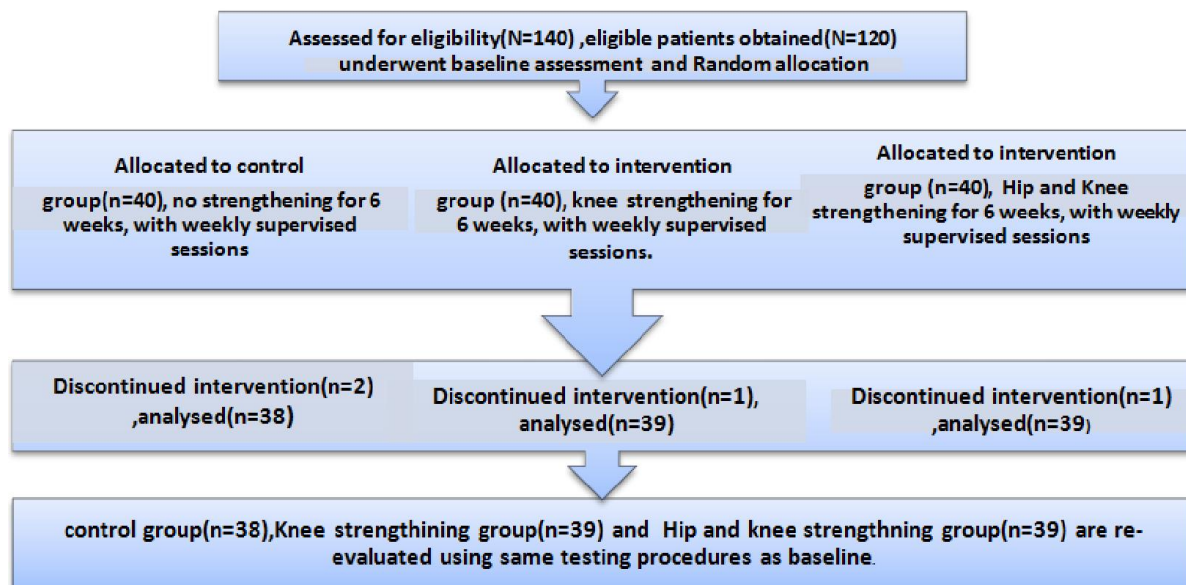 Assessed for eligibility(N=140) ,eligible patients obtained(N=120)
underwent baseline assessment and Random allocation
Allocated to control
group(n=40), no strengthening for 6
weeks, with weekly supervised
sessions
Allocated to intervention
group (n=40), knee strengthening for
6 weeks, with weekly supervised
sessions.
Allocated to intervention
group (n=40), Hip and Knee
strengthening for 6 weeks, with weekly
supervised sessions
Discontinued intervention(n=2)
,analysed(n=38)
Discontinued intervention(n=1),
analysed(n=39)
Discontinued intervention(n=1)
,analysed(n=39)
control group(n=38),Knee strengthining group(n=39) and Hip and knee strengthning group(n=39) are re-
evaluated using same testing procedures as baseline.